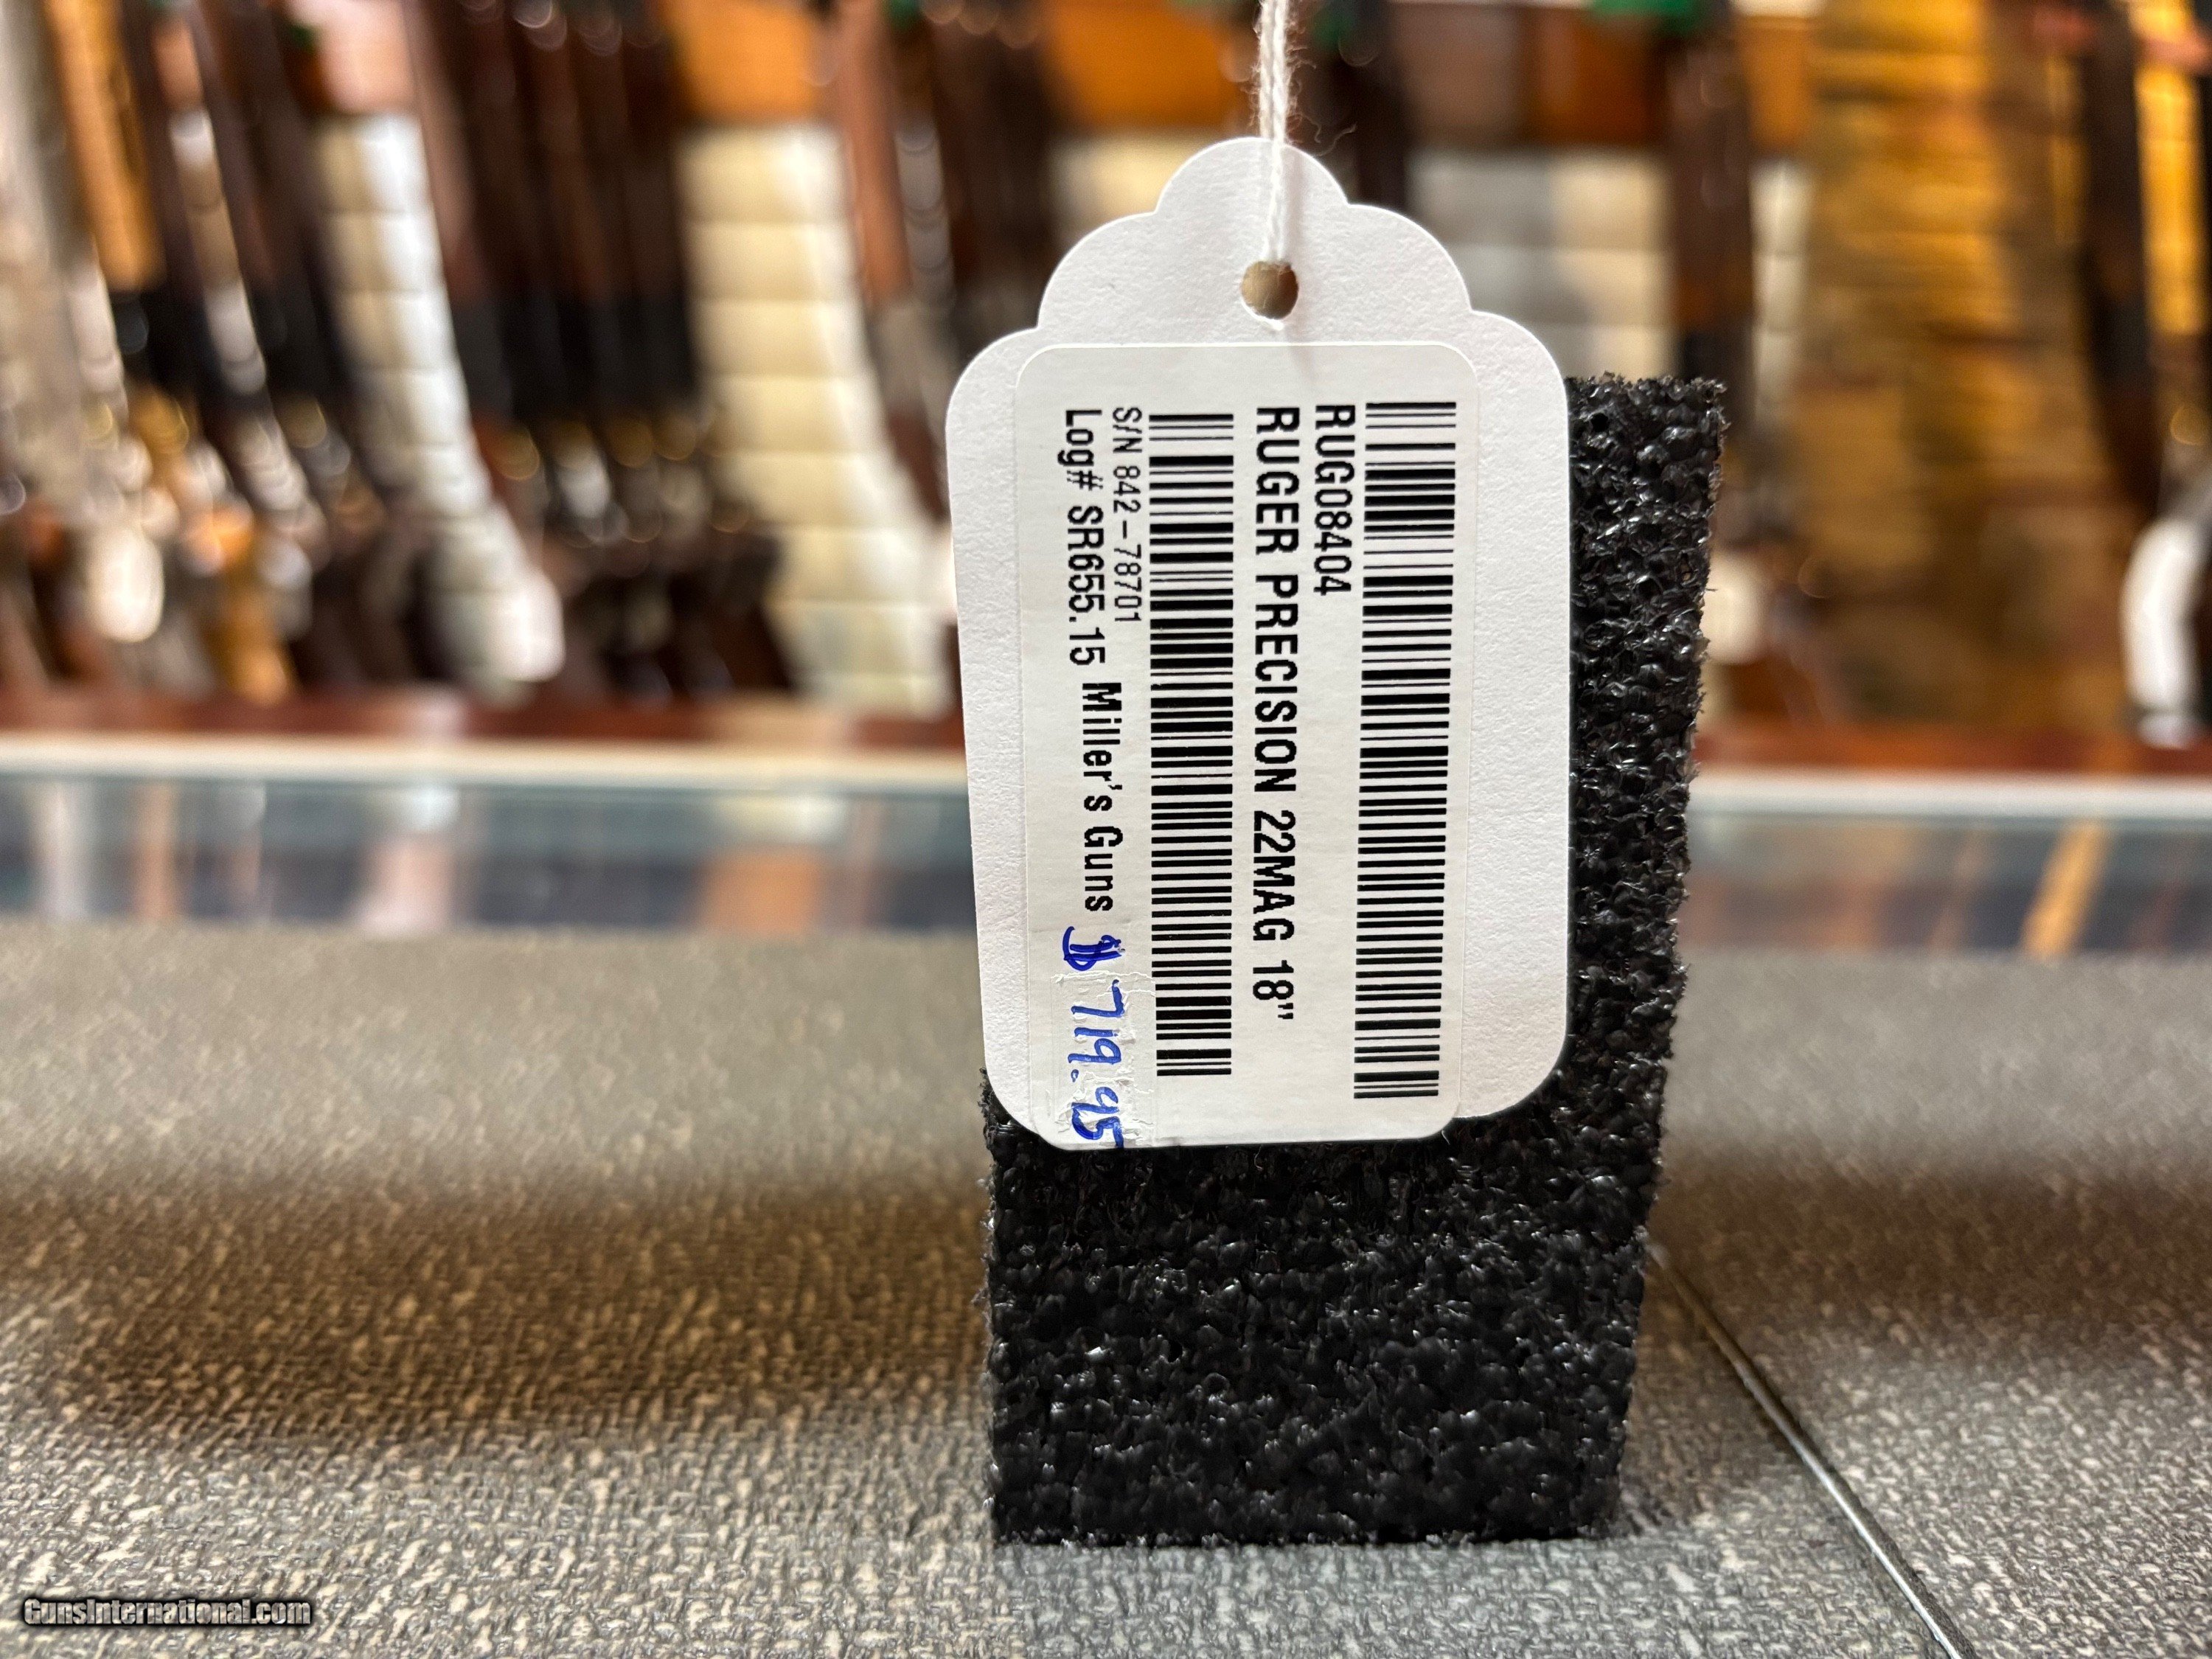 RUG08404
RUGER PRECISION 22MAG 18"
S/N 842-78701
Log# SR655.15 Miller's Guns $719.95
GunsInternational.com